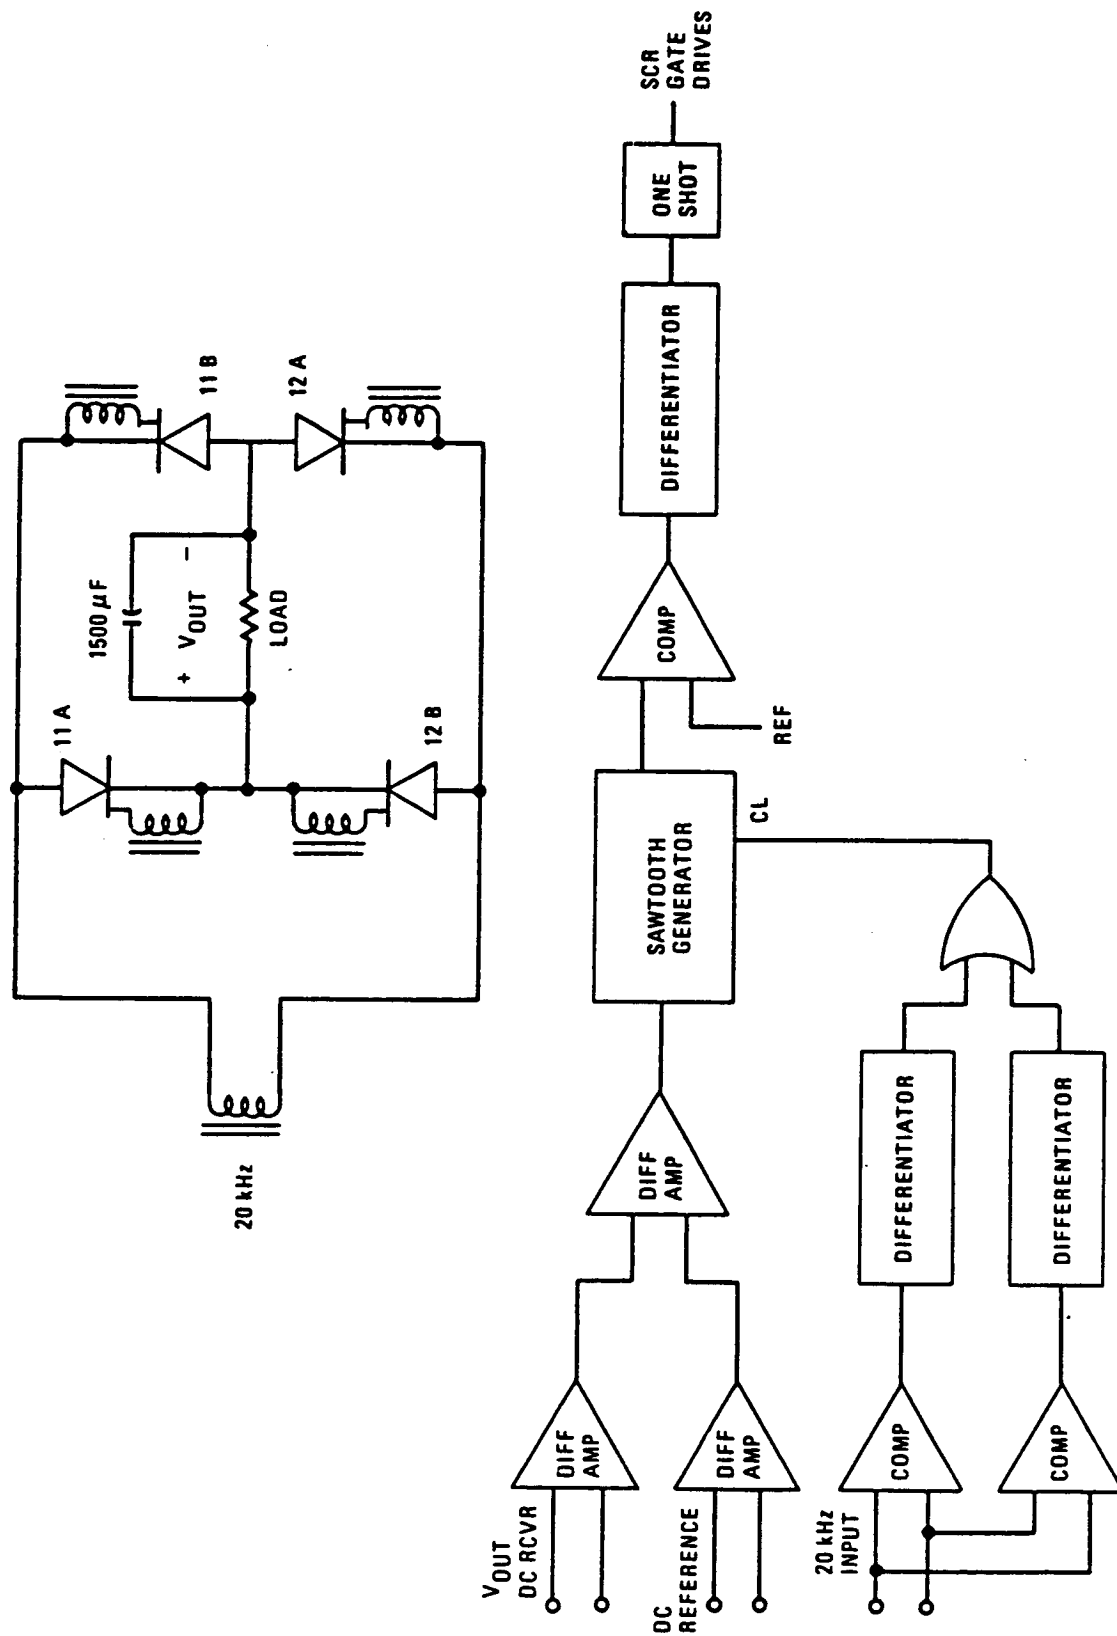 20 kHz
11 A
12 B
1500 µF
+ VOUT −
LOAD
11 B
12 A
VOUT
DC RCVR
DIFF
AMP
DC
REFERENCE
DIFF
AMP
DIFF
AMP
SAWTOOTH
GENERATOR
CL
COMP
REF
DIFFERENTIATOR
ONE
SHOT
SCR
GATE
DRIVES
20 kHz
INPUT
COMP
COMP
DIFFERENTIATOR
DIFFERENTIATOR